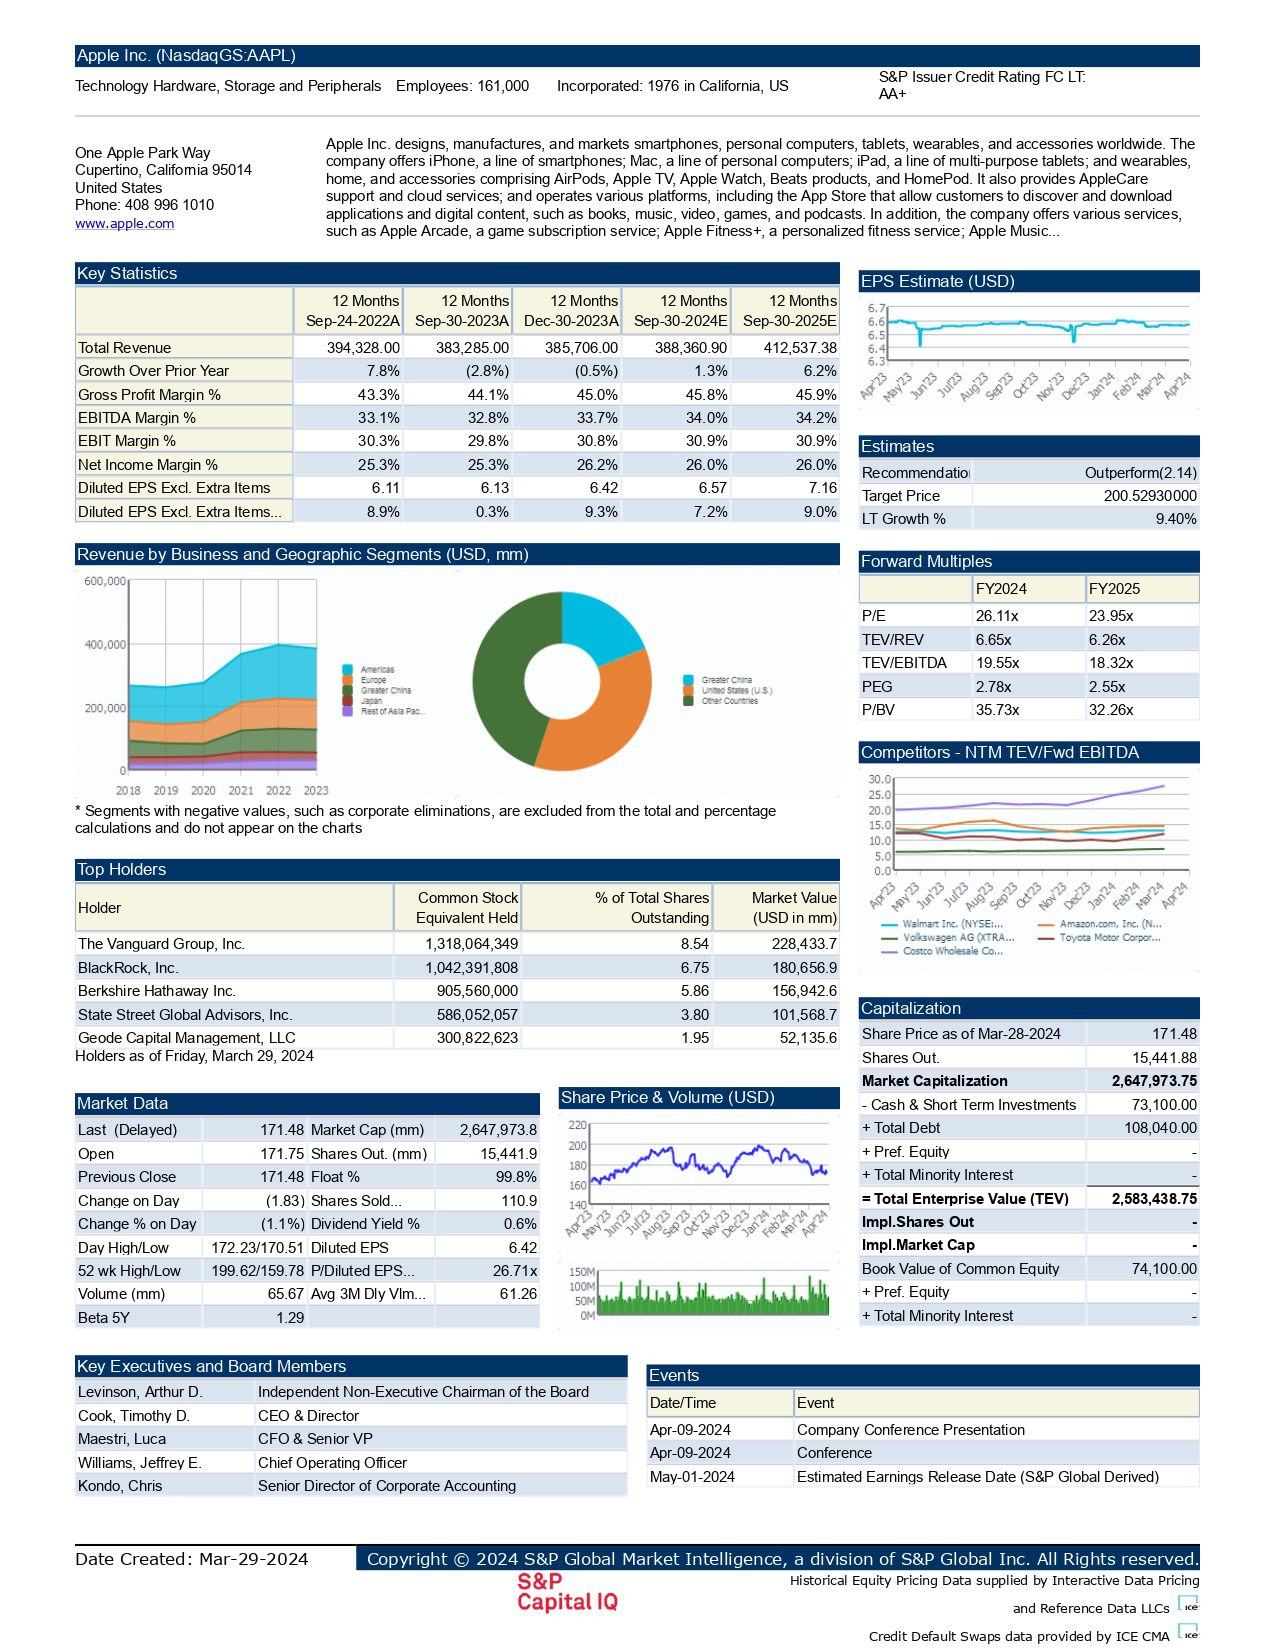 Apple Inc. (NasdaqGS:AAPL)
Technology Hardware, Storage and Peripherals Employees: 161,000 Incorporated: 1976 in California, US S&P Issuer Credit Rating FC LT:
AA+
One Apple Park Way
Cupertino, California 95014
United States
Phone: 408 996 1010
www.apple.com
Apple Inc. designs, manufactures, and markets smartphones, personal computers, tablets, wearables, and accessories worldwide. The
company offers iPhone, a line of smartphones; Mac, a line of personal computers; iPad, a line of multi-purpose tablets; and wearables,
home, and accessories comprising AirPods, Apple TV, Apple Watch, Beats products, and HomePod. It also provides AppleCare
support and cloud services; and operates various platforms, including the App Store that allow customers to discover and download
applications and digital content, such as books, music, video, games, and podcasts. In addition, the company offers various services,
such as Apple Arcade, a game subscription service; Apple Fitness+, a personalized fitness service; Apple Music...
Key Statistics
12 Months 12 Months 12 Months 12 Months 12 Months
Sep-24-2022A Sep-30-2023A Dec-30-2023A Sep-30-2024E Sep-30-2025E
Total Revenue 394,328.00 383,285.00 385,706.00 388,360.90 412,537.38
Growth Over Prior Year 7.8% (2.8%) (0.5%) 1.3% 6.2%
Gross Profit Margin % 43.3% 44.1% 45.0% 45.8% 45.9%
EBITDA Margin % 33.1% 32.8% 33.7% 34.0% 34.2%
EBIT Margin % 30.3% 29.8% 30.8% 30.9% 30.9%
Net Income Margin % 25.3% 25.3% 26.2% 26.0% 26.0%
Diluted EPS Excl. Extra Items 6.11 6.13 6.42 6.57 7.16
Diluted EPS Excl. Extra Items... 8.9% 0.3% 9.3% 7.2% 9.0%
EPS Estimate (USD)
6.7
6.6
6.5
6.4
6.3
Apr'23 May'23 Jun'23 Jul'23 Aug'23 Sep'23 Oct'23 Nov'23 Dec'23 Jan'24 Feb'24 Mar'24 Apr'24
Estimates
Recommendatio Outperform(2.14)
Target Price 200.52930000
LT Growth % 9.40%
Revenue by Business and Geographic Segments (USD, mm)
600,000
400,000
200,000
0
2018 2019 2020 2021 2022 2023
Americas
Europe
Greater China
Japan
Rest of Asia Pac...
Greater China
United States (U.S.)
Other Countries
* Segments with negative values, such as corporate eliminations, are excluded from the total and percentage
calculations and do not appear on the charts
Forward Multiples
FY2024 FY2025
P/E 26.11x 23.95x
TEV/REV 6.65x 6.26x
TEV/EBITDA 19.55x 18.32x
PEG 2.78x 2.55x
P/BV 35.73x 32.26x
Competitors - NTM TEV/Fwd EBITDA
30.0
25.0
20.0
15.0
10.0
5.0
0.0
Apr'23 May'23 Jun'23 Jul'23 Aug'23 Sep'23 Oct'23 Nov'23 Dec'23 Jan'24 Feb'24 Mar'24 Apr'24
Walmart Inc. (NYSE:... Amazon.com, Inc. (N...
Volkswagen AG (XTRA... Toyota Motor Corpor...
Costco Wholesale Co...
Top Holders
Holder Common Stock Equivalent Held % of Total Shares Outstanding Market Value (USD in mm)
The Vanguard Group, Inc. 1,318,064,349 8.54 228,433.7
BlackRock, Inc. 1,042,391,808 6.75 180,656.9
Berkshire Hathaway Inc. 905,560,000 5.86 156,942.6
State Street Global Advisors, Inc. 586,052,057 3.80 101,568.7
Geode Capital Management, LLC 300,822,623 1.95 52,135.6
Holders as of Friday, March 29, 2024
Capitalization
Share Price as of Mar-28-2024 171.48
Shares Out. 15,441.88
Market Capitalization 2,647,973.75
- Cash & Short Term Investments 73,100.00
+ Total Debt 108,040.00
+ Pref. Equity -
+ Total Minority Interest -
= Total Enterprise Value (TEV) 2,583,438.75
Impl.Shares Out -
Impl.Market Cap -
Book Value of Common Equity 74,100.00
+ Pref. Equity -
+ Total Minority Interest -
Market Data
Last (Delayed) 171.48 Market Cap (mm) 2,647,973.8
Open 171.75 Shares Out. (mm) 15,441.9
Previous Close 171.48 Float % 99.8%
Change on Day (1.83) Shares Sold... 110.9
Change % on Day (1.1%) Dividend Yield % 0.6%
Day High/Low 172.23/170.51 Diluted EPS 6.42
52 wk High/Low 199.62/159.78 P/Diluted EPS... 26.71x
Volume (mm) 65.67 Avg 3M Dly Vlm... 61.26
Beta 5Y 1.29
Share Price & Volume (USD)
220
200
180
160
140
Apr'23 May'23 Jun'23 Jul'23 Aug'23 Sep'23 Oct'23 Nov'23 Dec'23 Jan'24 Feb'24 Mar'24 Apr'24
150M
100M
50M
0M
Key Executives and Board Members
Levinson, Arthur D. Independent Non-Executive Chairman of the Board
Cook, Timothy D. CEO & Director
Maestri, Luca CFO & Senior VP
Williams, Jeffrey E. Chief Operating Officer
Kondo, Chris Senior Director of Corporate Accounting
Events
Date/Time Event
Apr-09-2024 Company Conference Presentation
Apr-09-2024 Conference
May-01-2024 Estimated Earnings Release Date (S&P Global Derived)
Date Created: Mar-29-2024 Copyright © 2024 S&P Global Market Intelligence, a division of S&P Global Inc. All Rights reserved.
S&P
Capital IQ
Historical Equity Pricing Data supplied by Interactive Data Pricing
and Reference Data LLCs ice
Credit Default Swaps data provided by ICE CMA ice